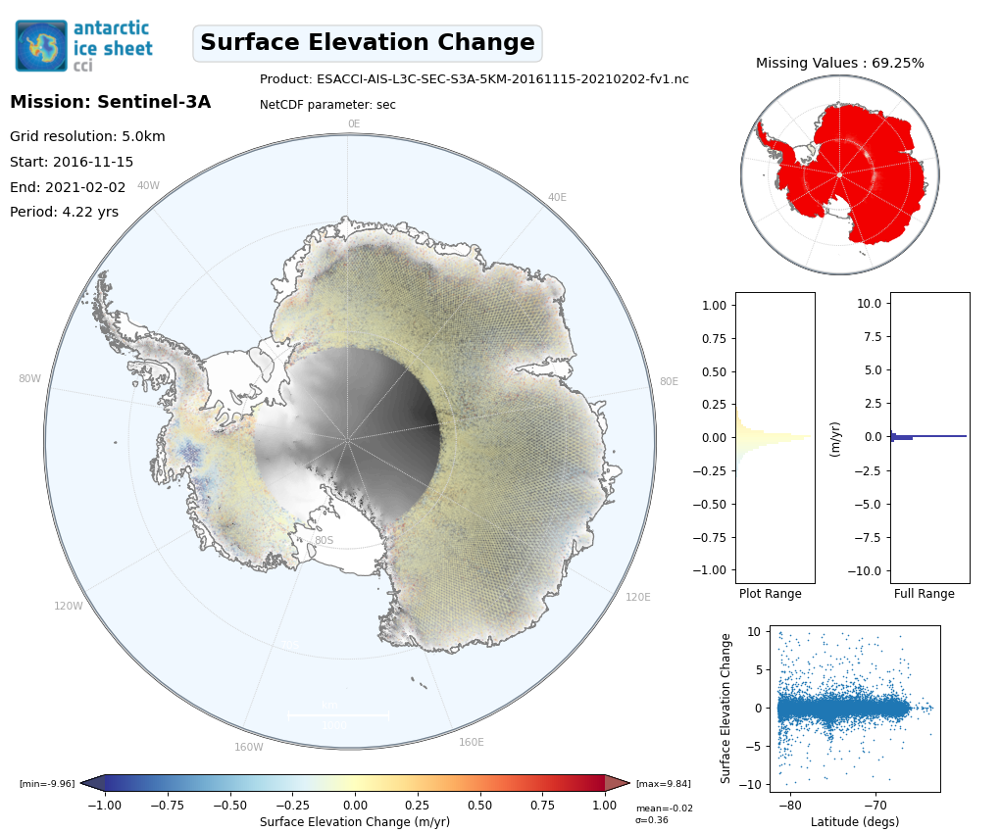 antarctic
ice sheet
cci
Surface Elevation Change
Product: ESACCI-AIS-L3C-SEC-S3A-5KM-20161115-20210202-fv1.nc
NetCDF parameter: sec
Mission: Sentinel-3A
Grid resolution: 5.0km
Start: 2016-11-15
End: 2021-02-02
Period: 4.22 yrs
0E
40W
40E
80W
80E
80S
120W
120E
160W
160E
km
1000
Missing Values : 69.25%
1.00
0.75
0.50
0.25
0.00
−0.25
−0.50
−0.75
−1.00
Plot Range
(m/yr)
10.0
7.5
5.0
2.5
0.0
−2.5
−5.0
−7.5
−10.0
Full Range
Surface Elevation Change
10
5
0
−5
−10
−80
−70
Latitude (degs)
[min=-9.96]
[max=9.84]
−1.00
−0.75
−0.50
−0.25
0.00
0.25
0.50
0.75
1.00
Surface Elevation Change (m/yr)
mean=-0.02
σ=0.36